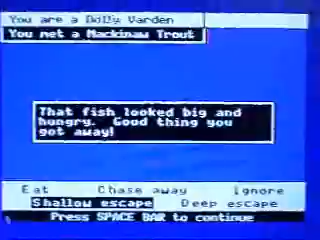 You are a Dolly Varden
You met a Mackinaw Trout
That fish looked big and
hungry. Good thing you
got away!
Eat Chase away Ignore
Shallow escape Deep escape
Press SPACE BAR to continue